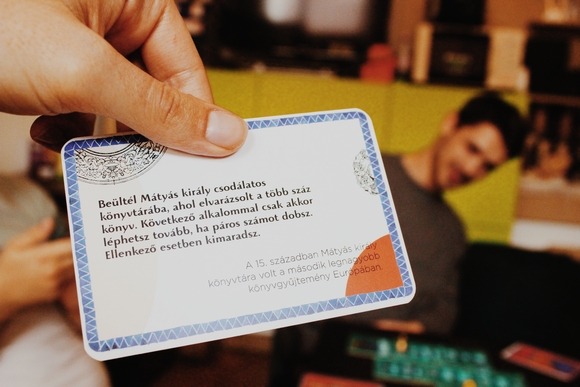 Beültél Mátyás király csodálatos
könyvtárába, ahol elvarázsolt a több száz
könyv. Következő alkalommal csak akkor
léphetsz tovább, ha páros számot dobsz.
Ellenkező esetben kimaradsz.
A 15. században Mátyás király
könyvtára volt a második legnagyobb
könyvgyűjtemény Európában.